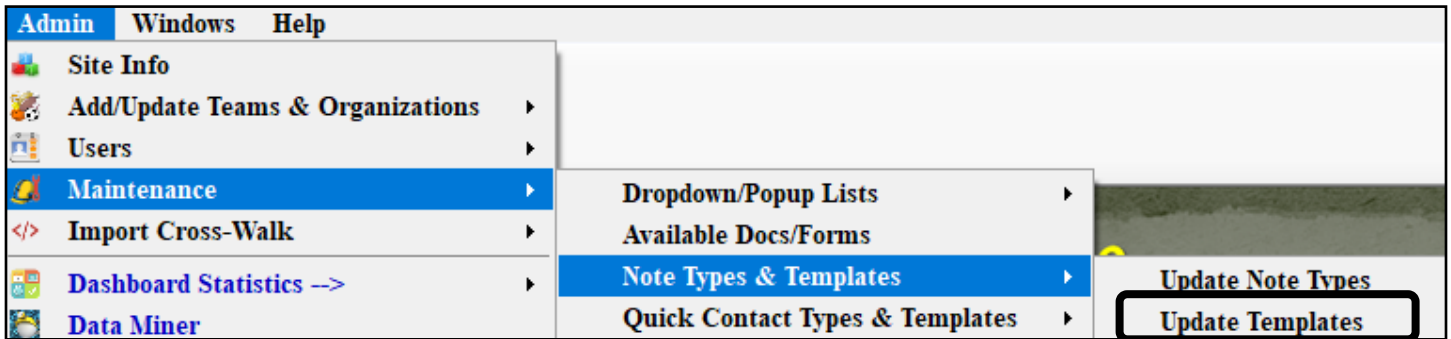 Admin Windows Help
Site Info
Add/Update Teams & Organizations
Users
Maintenance
Import Cross-Walk
Dashboard Statistics -->
Data Miner
Dropdown/Popup Lists
Available Docs/Forms
Note Types & Templates
Quick Contact Types & Templates
Update Note Types
Update Templates